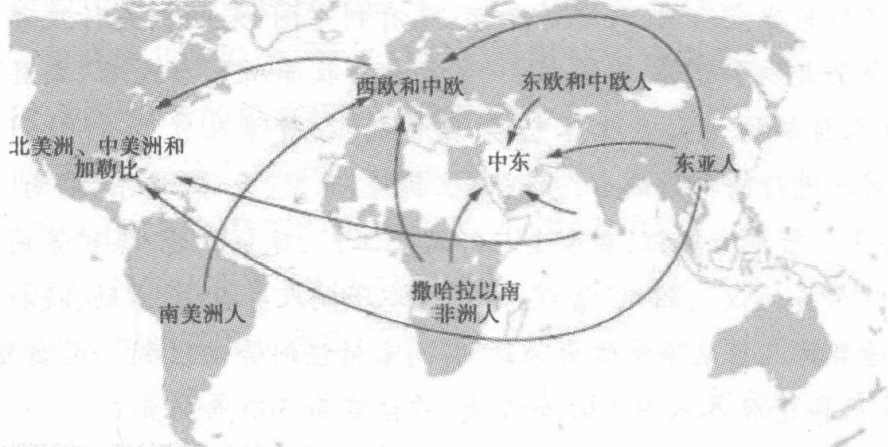 西欧和中欧
东欧和中欧人
北美洲、中美洲和
加勒比
中东
东亚人
南美洲人
撒哈拉以南
非洲人